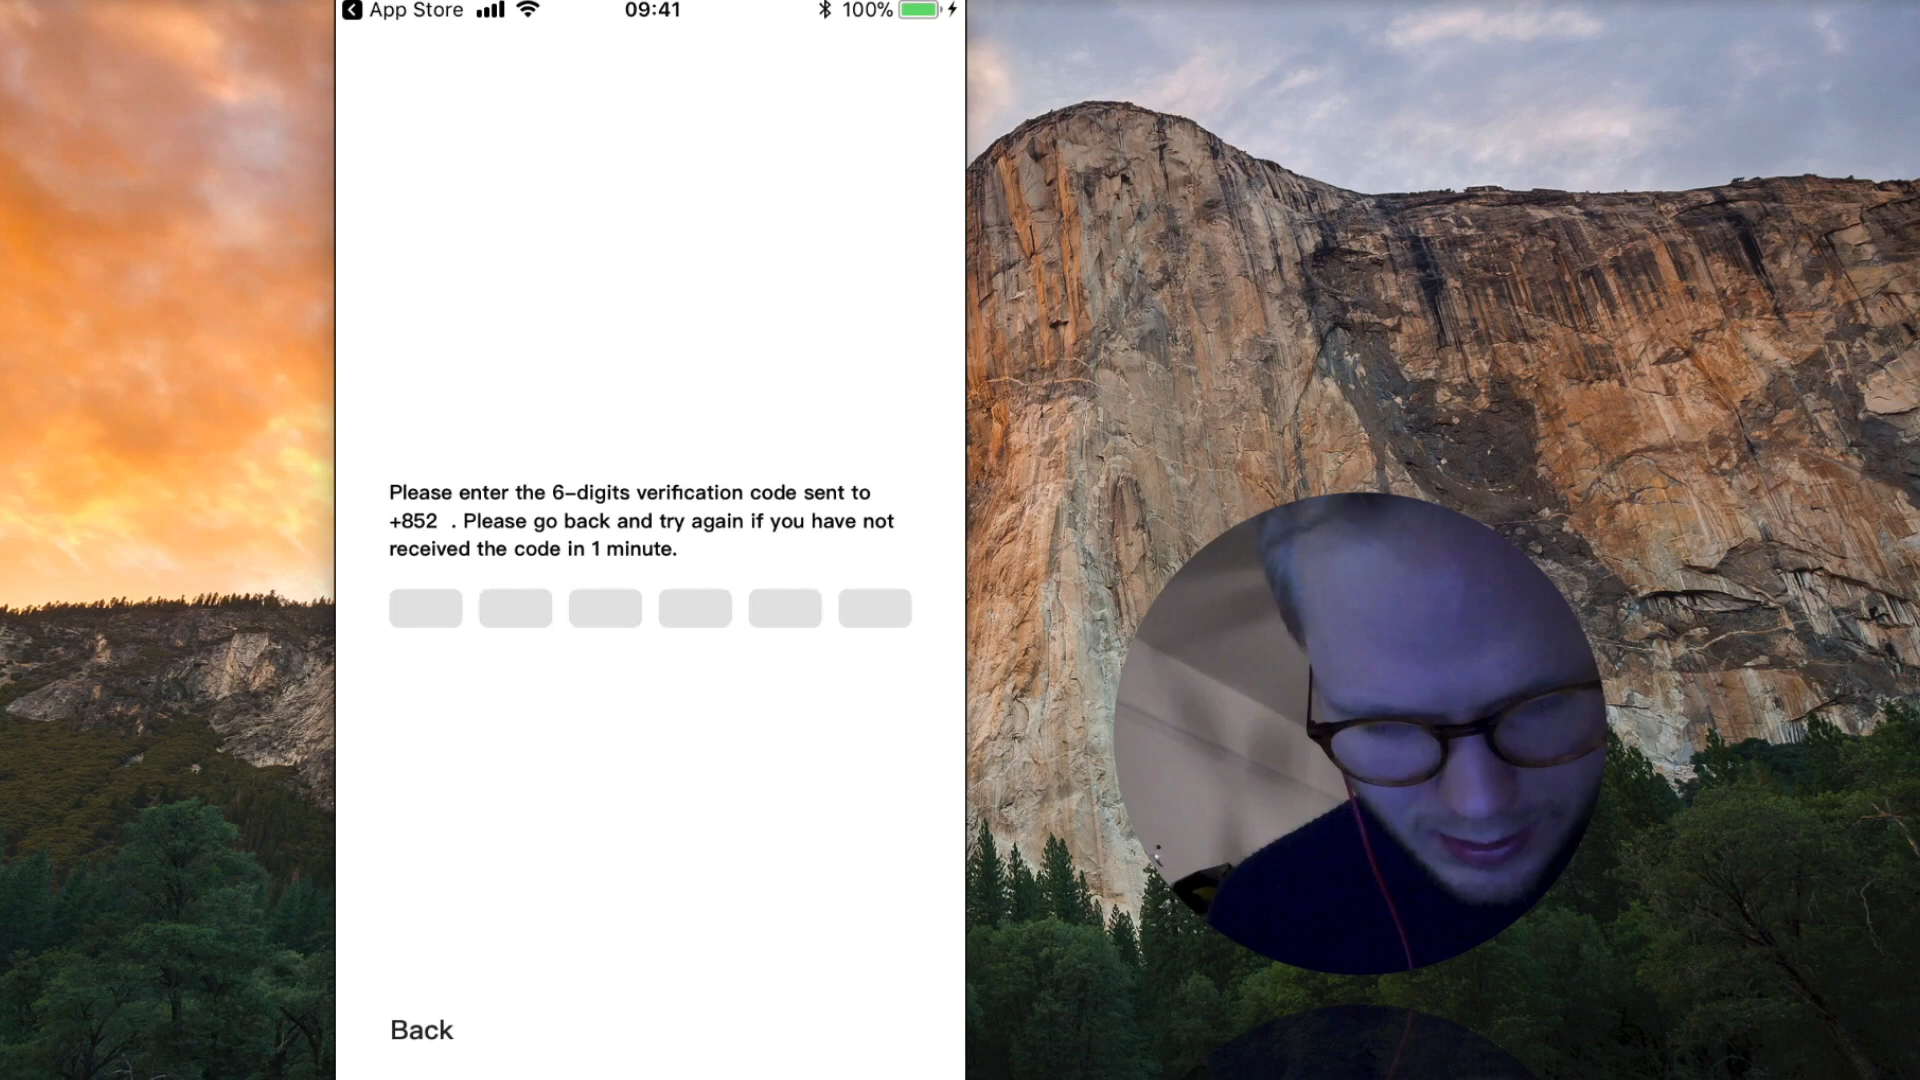 App Store 09:41 100%
Please enter the 6-digits verification code sent to
+852 . Please go back and try again if you have not
received the code in 1 minute.
Back